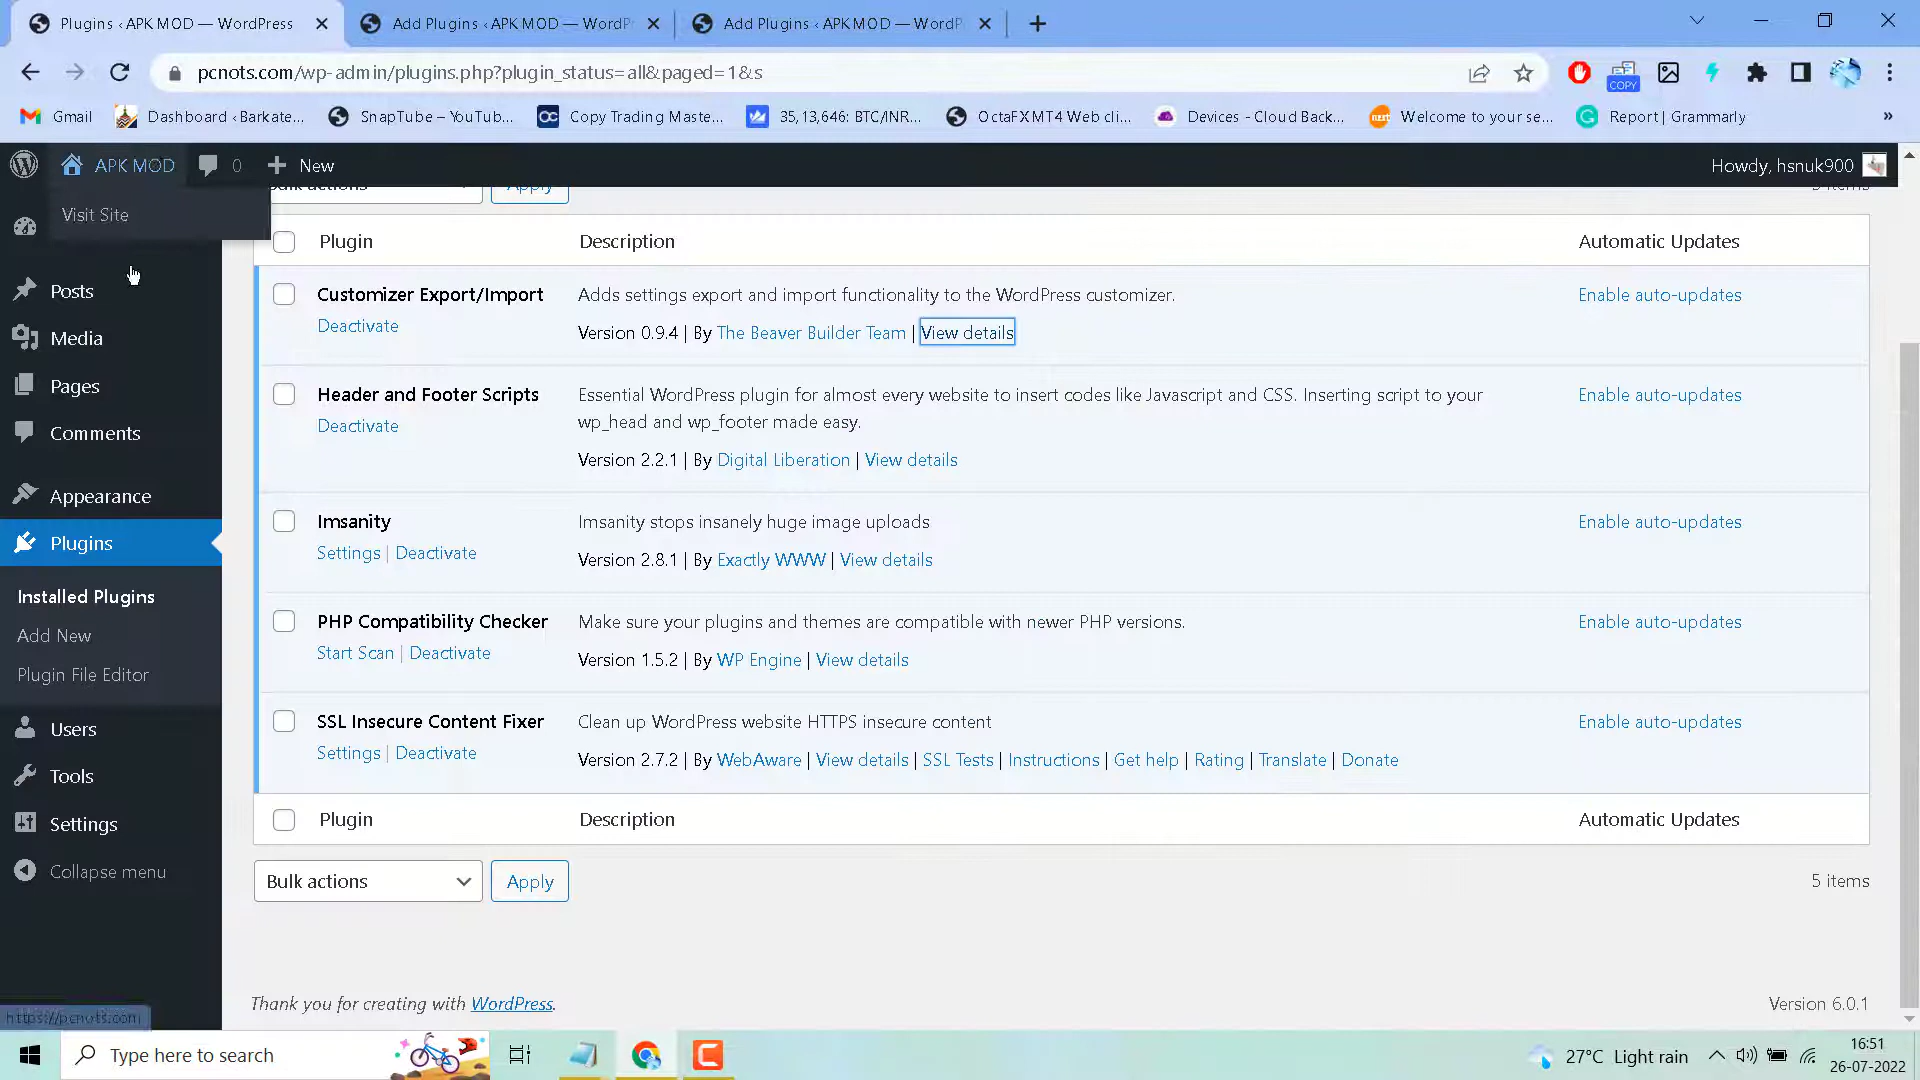 Plugins ‹ APK MOD — WordPress
Add Plugins ‹ APK MOD — WordP
Add Plugins ‹ APK MOD — WordP
pcnots.com/wp-admin/plugins.php?plugin_status=all&paged=1&s
COPY
Gmail
Dashboard ‹ Barkate...
SnapTube – YouTub...
Copy Trading Maste...
35,13,646: BTC/INR...
OctaFX MT4 Web cli...
Devices - Cloud Back...
Welcome to your se...
Report | Grammarly
»
APK MOD
0
New
Howdy, hsnuk900
Visit Site
Bulk actions
Apply
5 items
Posts
Media
Pages
Comments
Appearance
Plugins
Installed Plugins
Add New
Plugin File Editor
Users
Tools
Settings
Collapse menu
Plugin Description Automatic Updates
Customizer Export/Import
Deactivate
Adds settings export and import functionality to the WordPress customizer.
Version 0.9.4 | By The Beaver Builder Team | View details
Enable auto-updates
Header and Footer Scripts
Deactivate
Essential WordPress plugin for almost every website to insert codes like Javascript and CSS. Inserting script to your
wp_head and wp_footer made easy.
Version 2.2.1 | By Digital Liberation | View details
Enable auto-updates
Imsanity
Settings | Deactivate
Imsanity stops insanely huge image uploads
Version 2.8.1 | By Exactly WWW | View details
Enable auto-updates
PHP Compatibility Checker
Start Scan | Deactivate
Make sure your plugins and themes are compatible with newer PHP versions.
Version 1.5.2 | By WP Engine | View details
Enable auto-updates
SSL Insecure Content Fixer
Settings | Deactivate
Clean up WordPress website HTTPS insecure content
Version 2.7.2 | By WebAware | View details | SSL Tests | Instructions | Get help | Rating | Translate | Donate
Enable auto-updates
Plugin Description Automatic Updates
Bulk actions
Apply
5 items
Thank you for creating with WordPress.
Version 6.0.1
https://pcnots.com
Type here to search
27°C Light rain
16:51
26-07-2022